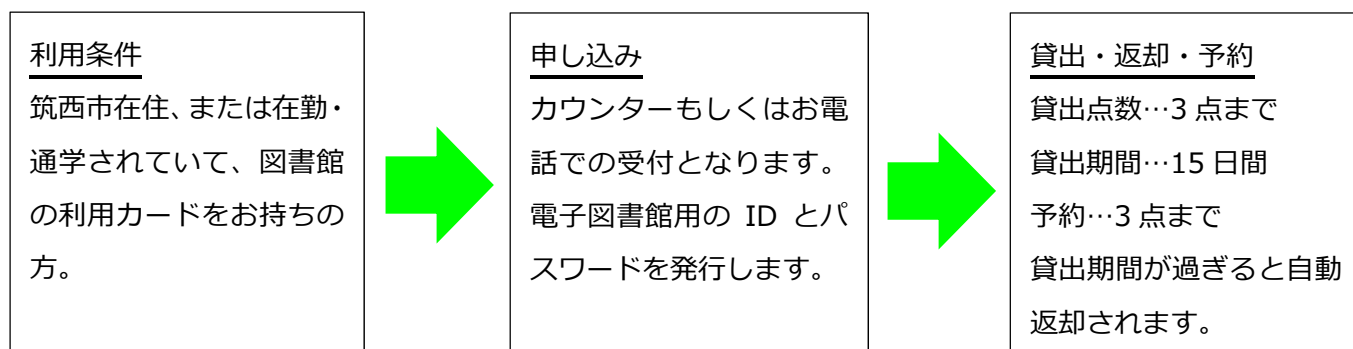 利用条件
筑西市在住、または在勤・
通学されていて、図書館
の利用カードをお持ちの
方。
申し込み
カウンターもしくはお電
話での受付となります。
電子図書館用の ID とパ
スワードを発行します。
貸出・返却・予約
貸出点数…3 点まで
貸出期間…15 日間
予約…3 点まで
貸出期間が過ぎると自動
返却されます。